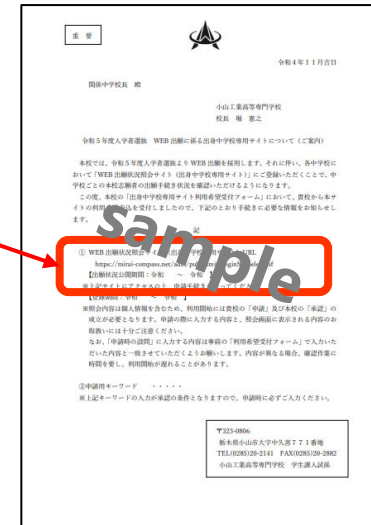 重 要
令和4年11月吉日
関係中学校長 殿
小山工業高等専門学校
校長 堀 憲之
令和5年度入学者選抜 WEB出願に係る出身中学校専用サイトについて（ご案内）
本校では、令和5年度入学者選抜よりWEB出願を採用します。それに伴い、各中学校に
おいて「WEB出願状況照会サイト（出身中学校専用サイト）」にご登録いただくことで、中
学校ごとの本校志願者の出願手続き状況を確認いただけるようになります。
この度、本校の「出身中学校専用サイト利用希望受付フォーム」において、貴校から本サ
イトの利用 込を受付しましたので、下記のとおり手続きに必要な情報をお知らせし
ます。
記
sample
① WEB出願状況照会サイト URL
https://mirai-compass.net/
【出願状況公開期間：令和 ～ 令和 】
※上記サイトにアクセスの上、申請手続き ってくだ
【登録期間：令和 ～ 令和 】
※照会内容は個人情報を含むため、利用開始には貴校の「申請」及び本校の「承認」の
成立が必要となります。申請の際に入力する内容と、照会画面に表示される内容のお
取扱いには十分ご注意ください。
なお、「申請時の設問」に入力する内容は事前の「利用希望受付フォーム」で入力いた
だいた内容と一致させていただくようお願いします。内容が異なる場合、確認作業に
時間を要し、利用開始が遅れることがあります。
②申請用キーワード ・・・・・
※上記キーワードの入力が承認の条件となりますので、申請時に必ずご入力ください。
〒323-0806
栃木県小山市大字中久喜771番地
TEL(0285)20-2141 FAX(0285)20-2882
小山工業高等専門学校 学生課入試係